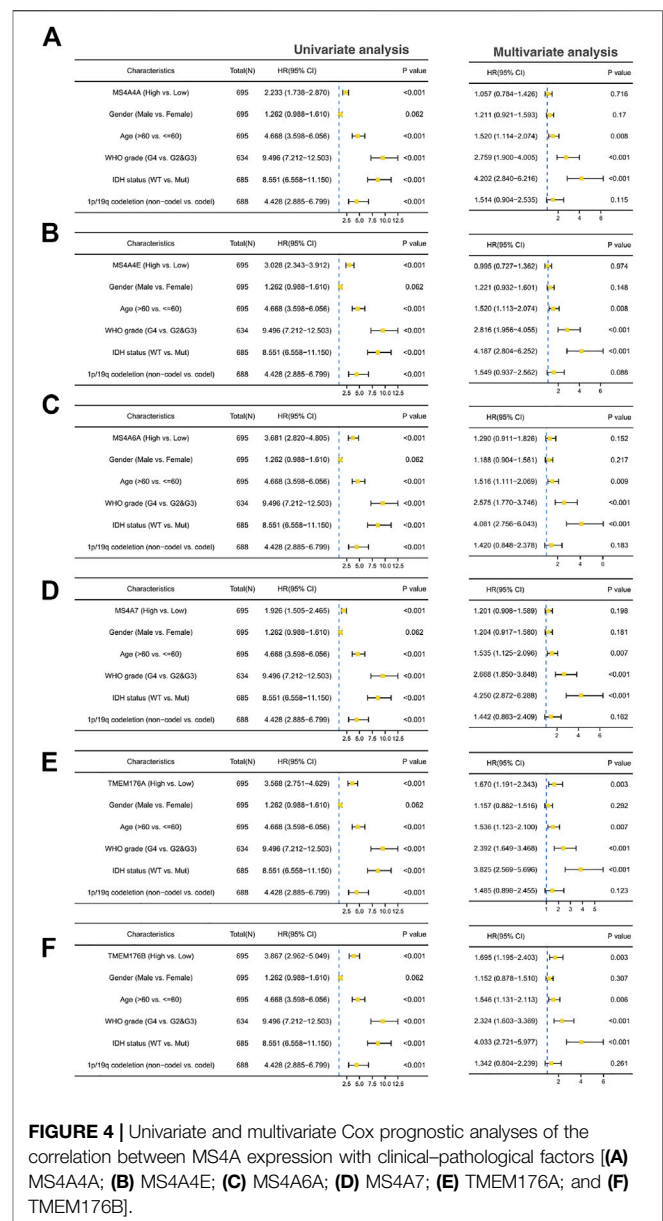 A
Univariate analysis
Multivariate analysis
Characteristics Total(N) HR(95% CI) P value HR(95% CI) P value
MS4A4A (High vs. Low) 695 2.233 (1.738−2.870) <0.001 1.057 (0.784−1.426) 0.716
Gender (Male vs. Female) 695 1.262 (0.988−1.610) 0.062 1.211 (0.921−1.593) 0.17
Age (>60 vs. <=60) 695 4.668 (3.598−6.056) <0.001 1.520 (1.114−2.074) 0.008
WHO grade (G4 vs. G2&G3) 634 9.496 (7.212−12.503) <0.001 2.759 (1.900−4.005) <0.001
IDH status (WT vs. Mut) 685 8.551 (6.558−11.150) <0.001 4.202 (2.840−6.216) <0.001
1p/19q codeletion (non−codel vs. codel) 688 4.428 (2.885−6.799) <0.001 1.514 (0.904−2.535) 0.115
2.5 5.0 7.5 10.0 12.5 2 4 6
B
Characteristics Total(N) HR(95% CI) P value HR(95% CI) P value
MS4A4E (High vs. Low) 695 3.028 (2.343−3.912) <0.001 0.995 (0.727−1.362) 0.974
Gender (Male vs. Female) 695 1.262 (0.988−1.610) 0.062 1.221 (0.932−1.601) 0.148
Age (>60 vs. <=60) 695 4.668 (3.598−6.056) <0.001 1.520 (1.113−2.074) 0.008
WHO grade (G4 vs. G2&G3) 634 9.496 (7.212−12.503) <0.001 2.816 (1.956−4.055) <0.001
IDH status (WT vs. Mut) 685 8.551 (6.558−11.150) <0.001 4.187 (2.804−6.252) <0.001
1p/19q codeletion (non−codel vs. codel) 688 4.428 (2.885−6.799) <0.001 1.549 (0.937−2.562) 0.088
2.5 5.0 7.5 10.0 12.5 2 4 6
C
Characteristics Total(N) HR(95% CI) P value HR(95% CI) P value
MS4A6A (High vs. Low) 695 3.681 (2.820−4.805) <0.001 1.290 (0.911−1.826) 0.152
Gender (Male vs. Female) 695 1.262 (0.988−1.610) 0.062 1.188 (0.904−1.561) 0.217
Age (>60 vs. <=60) 695 4.668 (3.598−6.056) <0.001 1.516 (1.111−2.069) 0.009
WHO grade (G4 vs. G2&G3) 634 9.496 (7.212−12.503) <0.001 2.575 (1.770−3.746) <0.001
IDH status (WT vs. Mut) 685 8.551 (6.558−11.150) <0.001 4.081 (2.756−6.043) <0.001
1p/19q codeletion (non−codel vs. codel) 688 4.428 (2.885−6.799) <0.001 1.420 (0.848−2.378) 0.183
2.5 5.0 7.5 10.0 12.5 2 4 6
D
Characteristics Total(N) HR(95% CI) P value HR(95% CI) P value
MS4A7 (High vs. Low) 695 1.926 (1.505−2.465) <0.001 1.201 (0.908−1.589) 0.198
Gender (Male vs. Female) 695 1.262 (0.988−1.610) 0.062 1.204 (0.917−1.580) 0.181
Age (>60 vs. <=60) 695 4.668 (3.598−6.056) <0.001 1.535 (1.125−2.096) 0.007
WHO grade (G4 vs. G2&G3) 634 9.496 (7.212−12.503) <0.001 2.668 (1.850−3.848) <0.001
IDH status (WT vs. Mut) 685 8.551 (6.558−11.150) <0.001 4.250 (2.872−6.288) <0.001
1p/19q codeletion (non−codel vs. codel) 688 4.428 (2.885−6.799) <0.001 1.442 (0.863−2.409) 0.162
2.5 5.0 7.5 10.0 12.5 2 4 6
E
Characteristics Total(N) HR(95% CI) P value HR(95% CI) P value
TMEM176A (High vs. Low) 695 3.568 (2.751−4.629) <0.001 1.670 (1.191−2.343) 0.003
Gender (Male vs. Female) 695 1.262 (0.988−1.610) 0.062 1.157 (0.882−1.516) 0.292
Age (>60 vs. <=60) 695 4.668 (3.598−6.056) <0.001 1.536 (1.123−2.100) 0.007
WHO grade (G4 vs. G2&G3) 634 9.496 (7.212−12.503) <0.001 2.392 (1.649−3.468) <0.001
IDH status (WT vs. Mut) 685 8.551 (6.558−11.150) <0.001 3.825 (2.569−5.696) <0.001
1p/19q codeletion (non−codel vs. codel) 688 4.428 (2.885−6.799) <0.001 1.485 (0.898−2.455) 0.123
2.5 5.0 7.5 10.0 12.5 1 2 3 4 5
F
Characteristics Total(N) HR(95% CI) P value HR(95% CI) P value
TMEM176B (High vs. Low) 695 3.867 (2.962−5.049) <0.001 1.695 (1.195−2.403) 0.003
Gender (Male vs. Female) 695 1.262 (0.988−1.610) 0.062 1.152 (0.878−1.510) 0.307
Age (>60 vs. <=60) 695 4.668 (3.598−6.056) <0.001 1.546 (1.131−2.113) 0.006
WHO grade (G4 vs. G2&G3) 634 9.496 (7.212−12.503) <0.001 2.324 (1.603−3.369) <0.001
IDH status (WT vs. Mut) 685 8.551 (6.558−11.150) <0.001 4.033 (2.721−5.977) <0.001
1p/19q codeletion (non−codel vs. codel) 688 4.428 (2.885−6.799) <0.001 1.342 (0.804−2.239) 0.261
2.5 5.0 7.5 10.0 12.5 2 4 6
FIGURE 4 | Univariate and multivariate Cox prognostic analyses of the
correlation between MS4A expression with clinical–pathological factors [(A)
MS4A4A; (B) MS4A4E; (C) MS4A6A; (D) MS4A7; (E) TMEM176A; and (F)
TMEM176B].